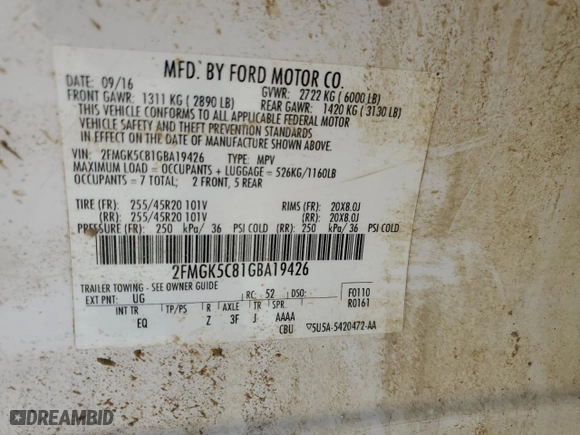 MFD. BY FORD MOTOR CO.
DATE: 09/16 GVWR: 2722 KG ( 6000 LB)
FRONT GAWR: 1311 KG ( 2890 LB) REAR GAWR: 1420 KG ( 3130 LB)
THIS VEHICLE CONFORMS TO ALL APPLICABLE FEDERAL MOTOR
VEHICLE SAFETY AND THEFT PREVENTION STANDARDS
IN EFFECT ON THE DATE OF MANUFACTURE SHOWN ABOVE.
VIN: 2FMGK5C81GBA19426 TYPE: MPV
MAXIMUM LOAD = OCCUPANTS + LUGGAGE = 526KG/1160LB
OCCUPANTS = 7 TOTAL; 2 FRONT, 5 REAR
TIRE (FR): 255/45R20 101V RIMS (FR): 20X8.0J
(RR): 255/45R20 101V (RR): 20X8.0J
PRESSURE (FR): 250 kPa/ 36 PSI COLD (RR): 250 kPa/ 36 PSI COLD
2FMGK5C81GBA19426
TRAILER TOWING - SEE OWNER GUIDE
EXT PNT: UG RC: 52 DSO: F0110
INT TR TP/PS R AXLE TR SPR R0161
EQ Z 3F J AAAA
CBU 5U5A-5420472-AA
DREAMBID